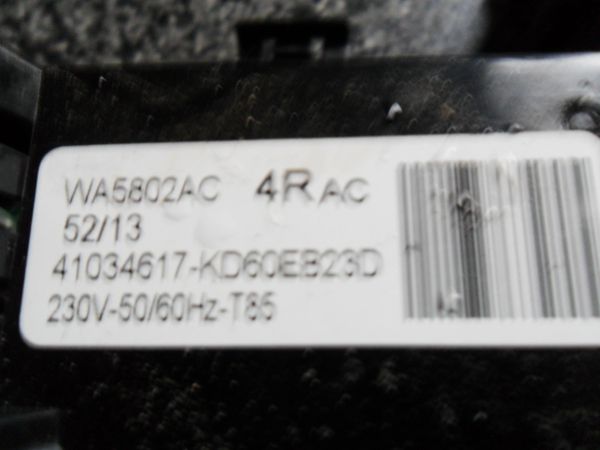 WA5802AC 4RAC
52/13
41034617-KD60EB23D
230V-50/60Hz-T85